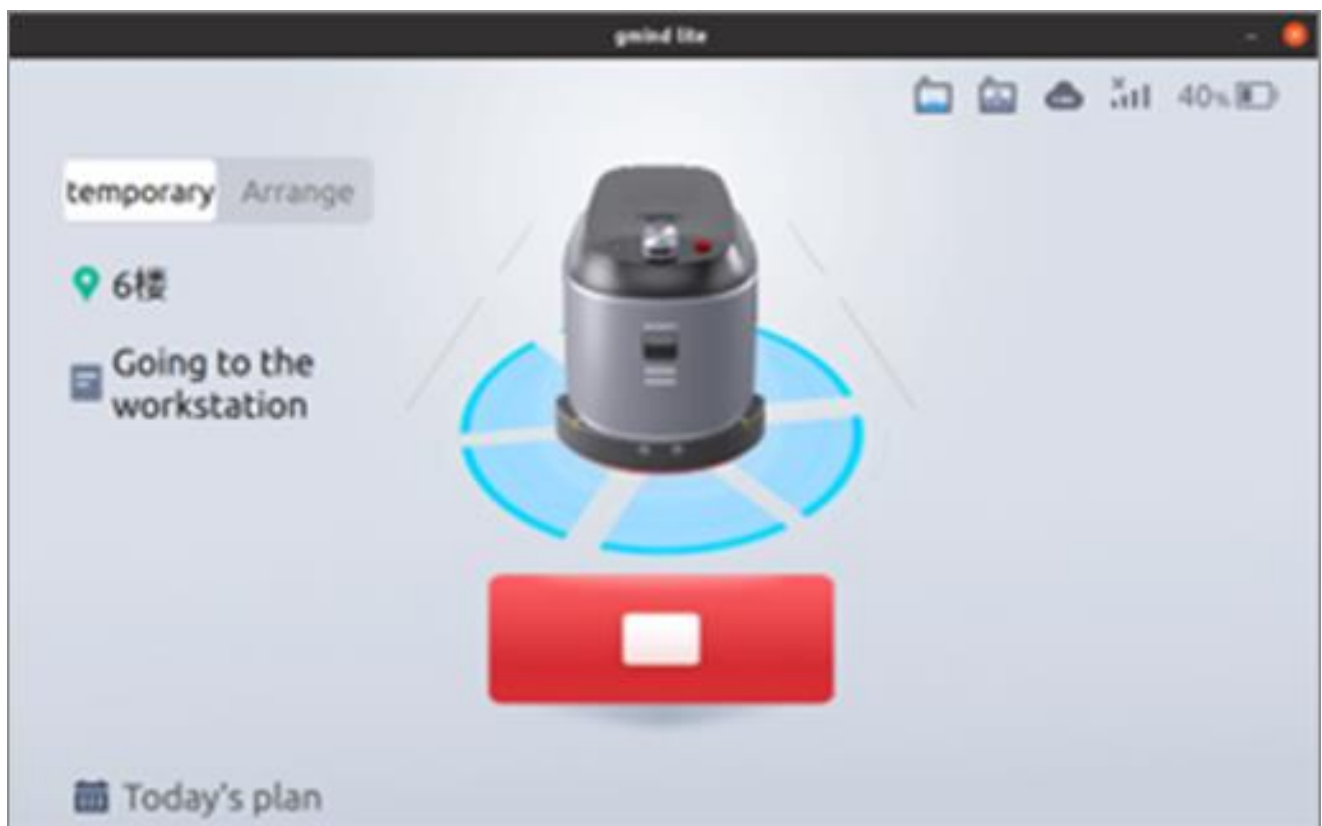 gmind lite
40%
temporary Arrange
6楼
Going to the
workstation
Today's plan